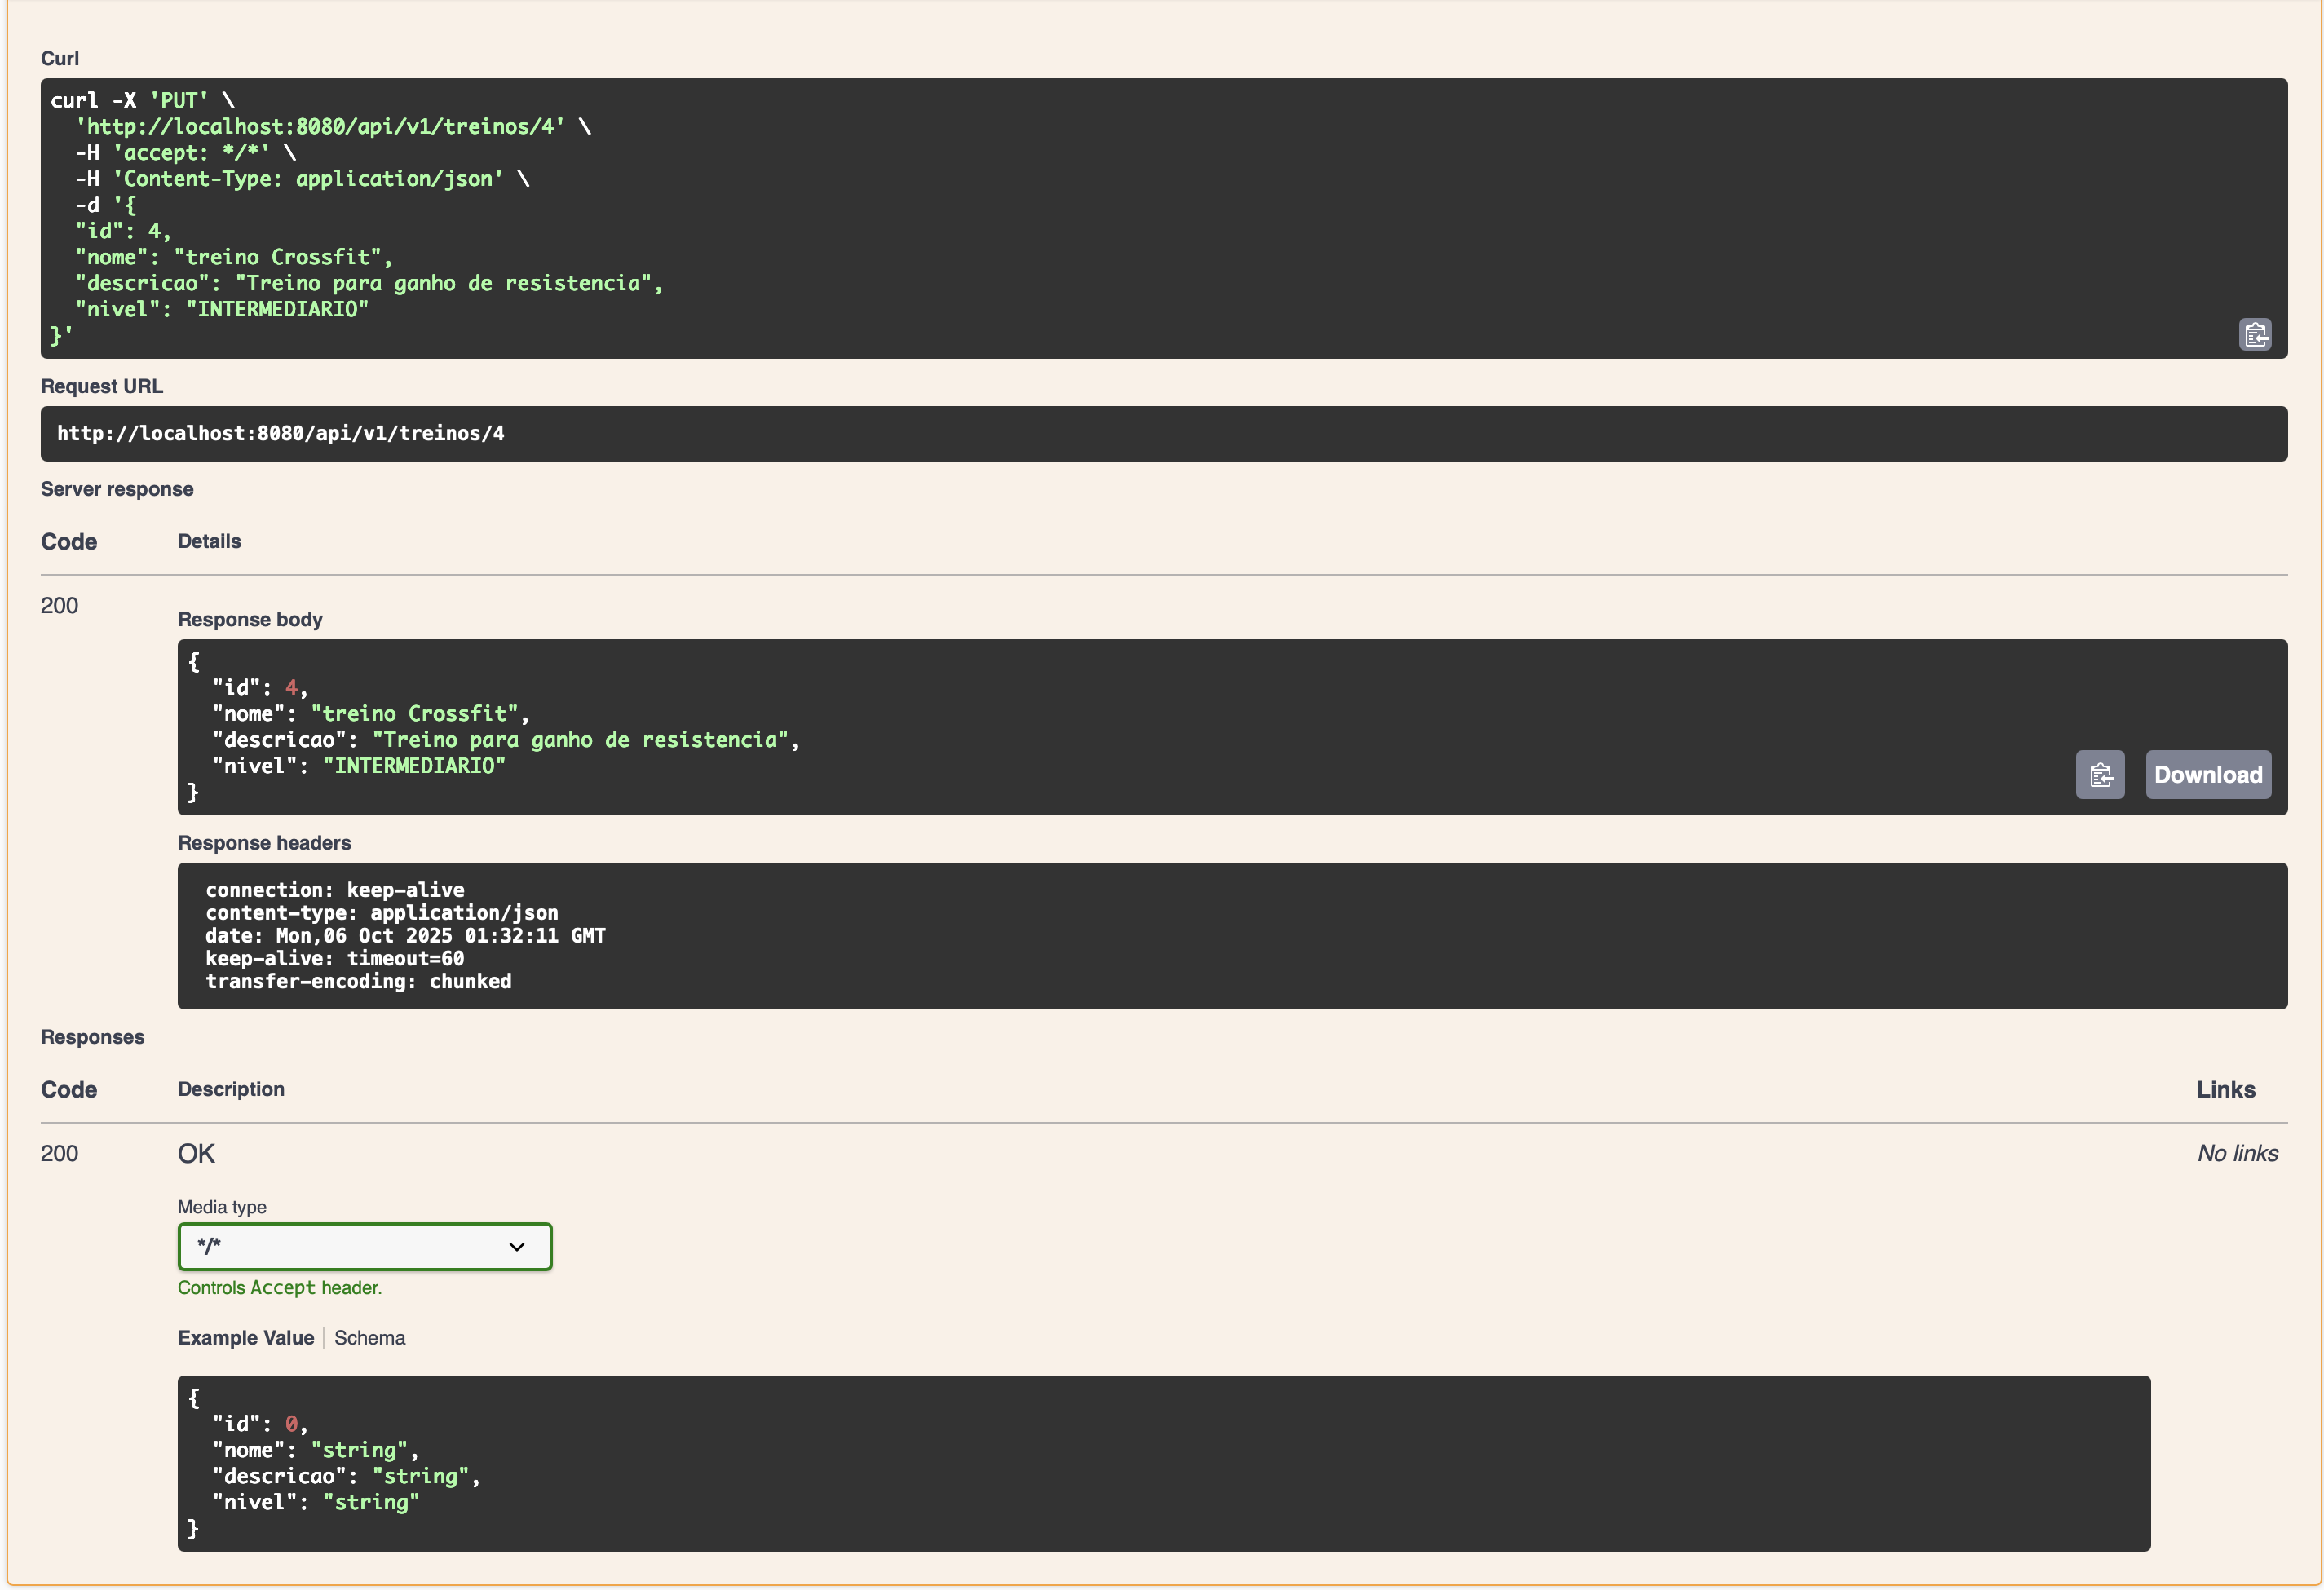 Curl
curl -X 'PUT' \
  'http://localhost:8080/api/v1/treinos/4' \
  -H 'accept: */*' \
  -H 'Content-Type: application/json' \
  -d '{
  "id": 4,
  "nome": "treino Crossfit",
  "descricao": "Treino para ganho de resistencia",
  "nivel": "INTERMEDIARIO"
}'
Request URL
http://localhost:8080/api/v1/treinos/4
Server response
Code Details
200
Response body
{
  "id": 4,
  "nome": "treino Crossfit",
  "descricao": "Treino para ganho de resistencia",
  "nivel": "INTERMEDIARIO"
}
Download
Response headers
connection: keep-alive
content-type: application/json
date: Mon,06 Oct 2025 01:32:11 GMT
keep-alive: timeout=60
transfer-encoding: chunked
Responses
Code Description Links
200 OK No links
Media type
*/*
Controls Accept header.
Example Value Schema
{
  "id": 0,
  "nome": "string",
  "descricao": "string",
  "nivel": "string"
}